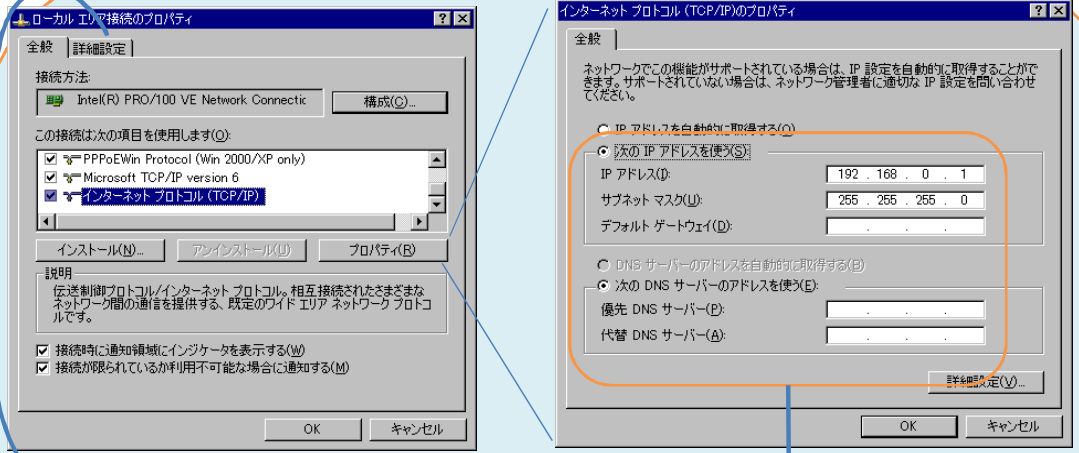 ローカル エリア接続のプロパティ
全般
詳細設定
接続方法:
Intel(R) PRO/100 VE Network Connectic
構成(C)...
この接続は次の項目を使用します(O):
PPPoEWin Protocol (Win 2000/XP only)
Microsoft TCP/IP version 6
インターネット プロトコル (TCP/IP)
インストール(N)...
アンインストール(U)
プロパティ(R)
説明
伝送制御プロトコル/インターネット プロトコル。相互接続されたさまざまな
ネットワーク間の通信を提供する、既定のワイド エリア ネットワーク プロトコ
ルです。
接続時に通知領域にインジケータを表示する(W)
接続が限られているか利用不可能な場合に通知する(M)
OK
キャンセル
インターネット プロトコル (TCP/IP)のプロパティ
全般
ネットワークでこの機能がサポートされている場合は、IP 設定を自動的に取得することがで
きます。サポートされていない場合は、ネットワーク管理者に適切な IP 設定を問い合わせ
てください。
IP アドレスを自動的に取得する(O)
次の IP アドレスを使う(S):
IP アドレス(I):
192 . 168 . 0 . 1
サブネット マスク(U):
255 . 255 . 255 . 0
デフォルト ゲートウェイ(D):
. . .
DNS サーバーのアドレスを自動的に取得する(B)
次の DNS サーバーのアドレスを使う(E):
優先 DNS サーバー(P):
. . .
代替 DNS サーバー(A):
. . .
詳細設定(V)...
OK
キャンセル